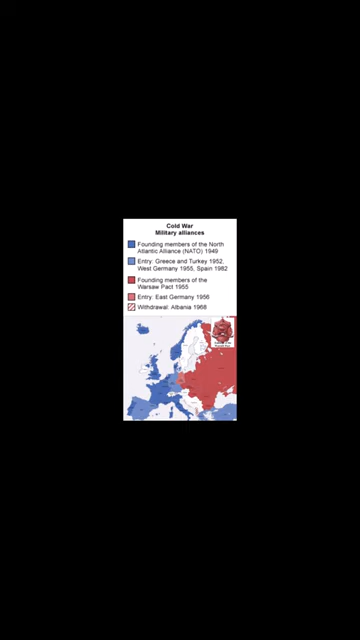 Cold War
Military alliances
Founding members of the North
Atlantic Alliance (NATO) 1949
Entry: Greece and Turkey 1952,
West Germany 1955, Spain 1982
Founding members of the
Warsaw Pact 1955
Entry: East Germany 1956
Withdrawal: Albania 1968